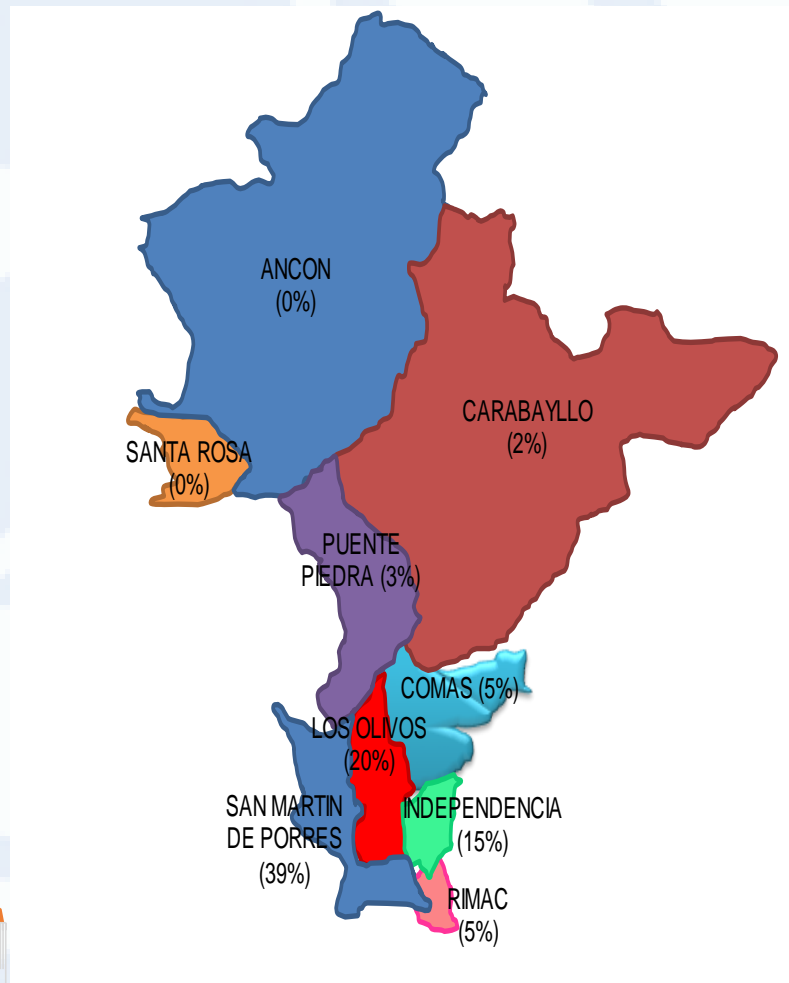 ANCON
(0%)
CARABAYLLO
(2%)
SANTA ROSA
(0%)
PUENTE
PIEDRA (3%)
COMAS (5%)
LOS OLIVOS
(20%)
SAN MARTIN
DE PORRES
(39%)
INDEPENDENCIA
(15%)
RIMAC
(5%)